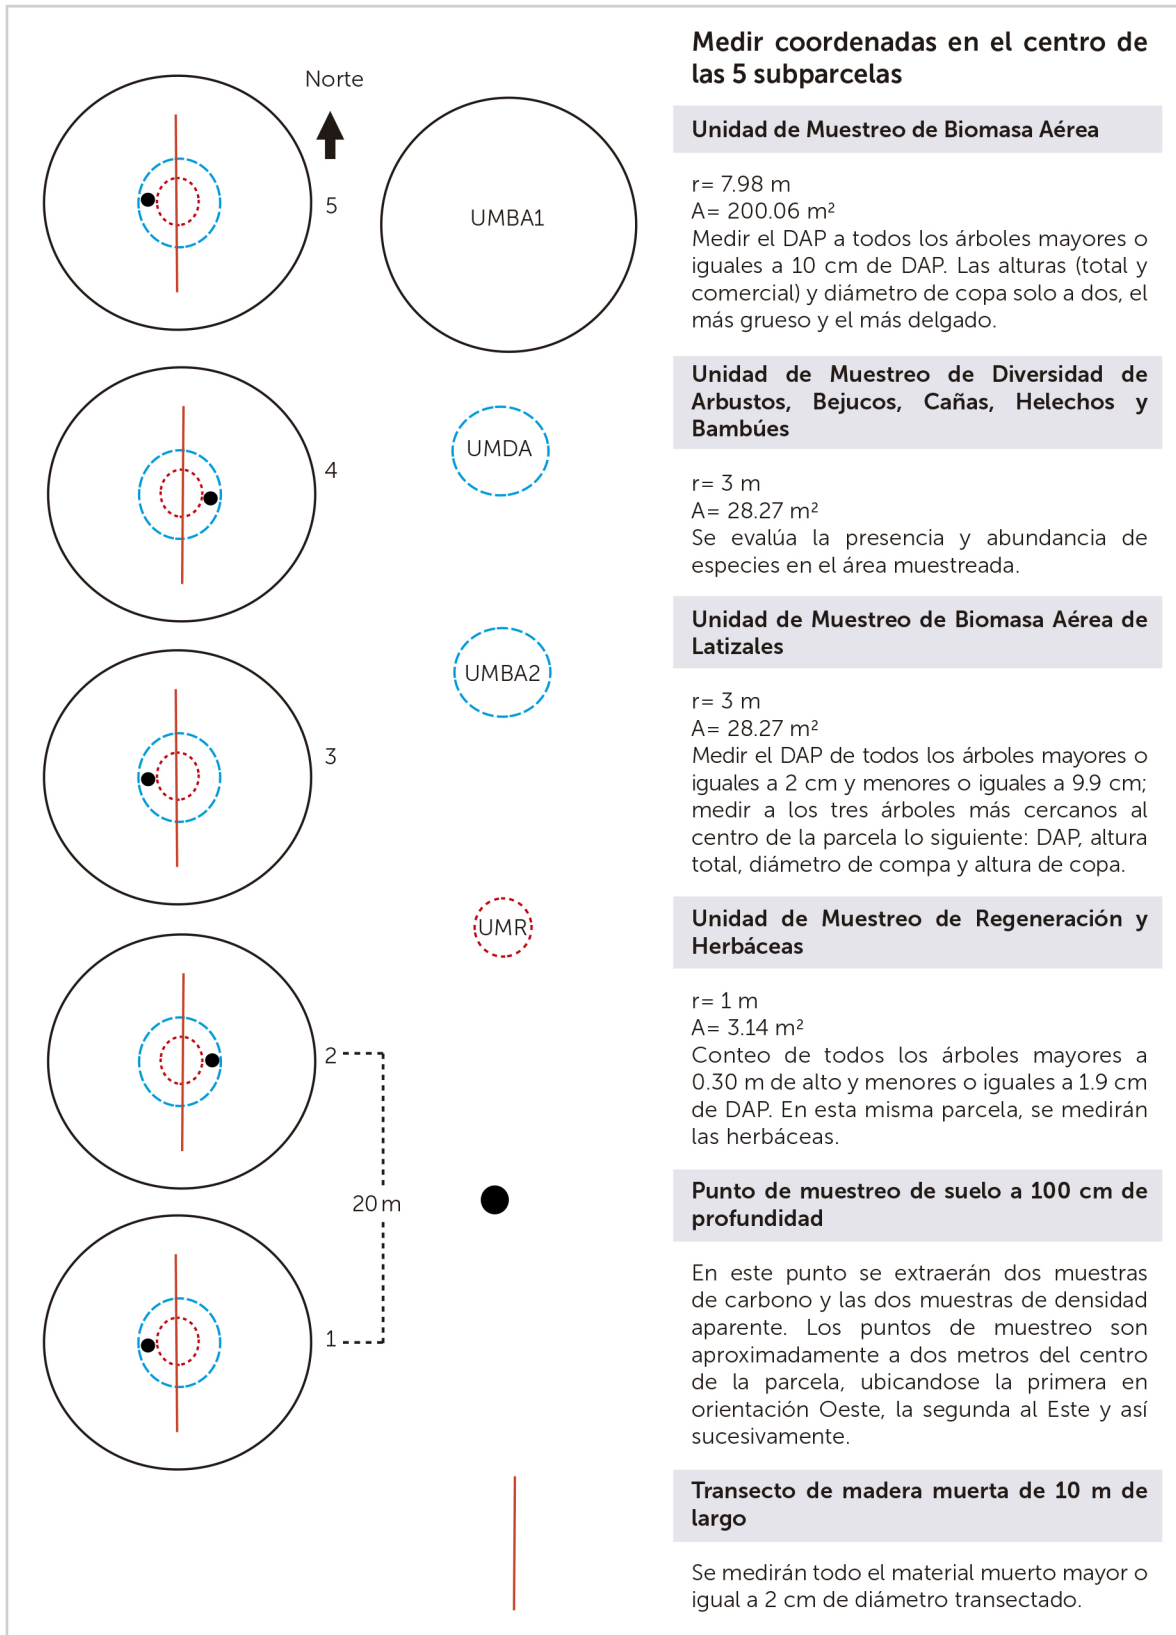 Norte
5
4
3
2
20 m
1
UMBA1
UMDA
UMBA2
UMR
Medir coordenadas en el centro de
las 5 subparcelas
Unidad de Muestreo de Biomasa Aérea
r= 7.98 m
A= 200.06 m²
Medir el DAP a todos los árboles mayores o
iguales a 10 cm de DAP. Las alturas (total y
comercial) y diámetro de copa solo a dos, el
más grueso y el más delgado.
Unidad de Muestreo de Diversidad de
Arbustos, Bejucos, Cañas, Helechos y
Bambúes
r= 3 m
A= 28.27 m²
Se evalúa la presencia y abundancia de
especies en el área muestreada.
Unidad de Muestreo de Biomasa Aérea de
Latizales
r= 3 m
A= 28.27 m²
Medir el DAP de todos los árboles mayores o
iguales a 2 cm y menores o iguales a 9.9 cm;
medir a los tres árboles más cercanos al
centro de la parcela lo siguiente: DAP, altura
total, diámetro de compa y altura de copa.
Unidad de Muestreo de Regeneración y
Herbáceas
r= 1 m
A= 3.14 m²
Conteo de todos los árboles mayores a
0.30 m de alto y menores o iguales a 1.9 cm
de DAP. En esta misma parcela, se medirán
las herbáceas.
Punto de muestreo de suelo a 100 cm de
profundidad
En este punto se extraerán dos muestras
de carbono y las dos muestras de densidad
aparente. Los puntos de muestreo son
aproximadamente a dos metros del centro
de la parcela, ubicandose la primera en
orientación Oeste, la segunda al Este y así
sucesivamente.
Transecto de madera muerta de 10 m de
largo
Se medirán todo el material muerto mayor o
igual a 2 cm de diámetro transectado.